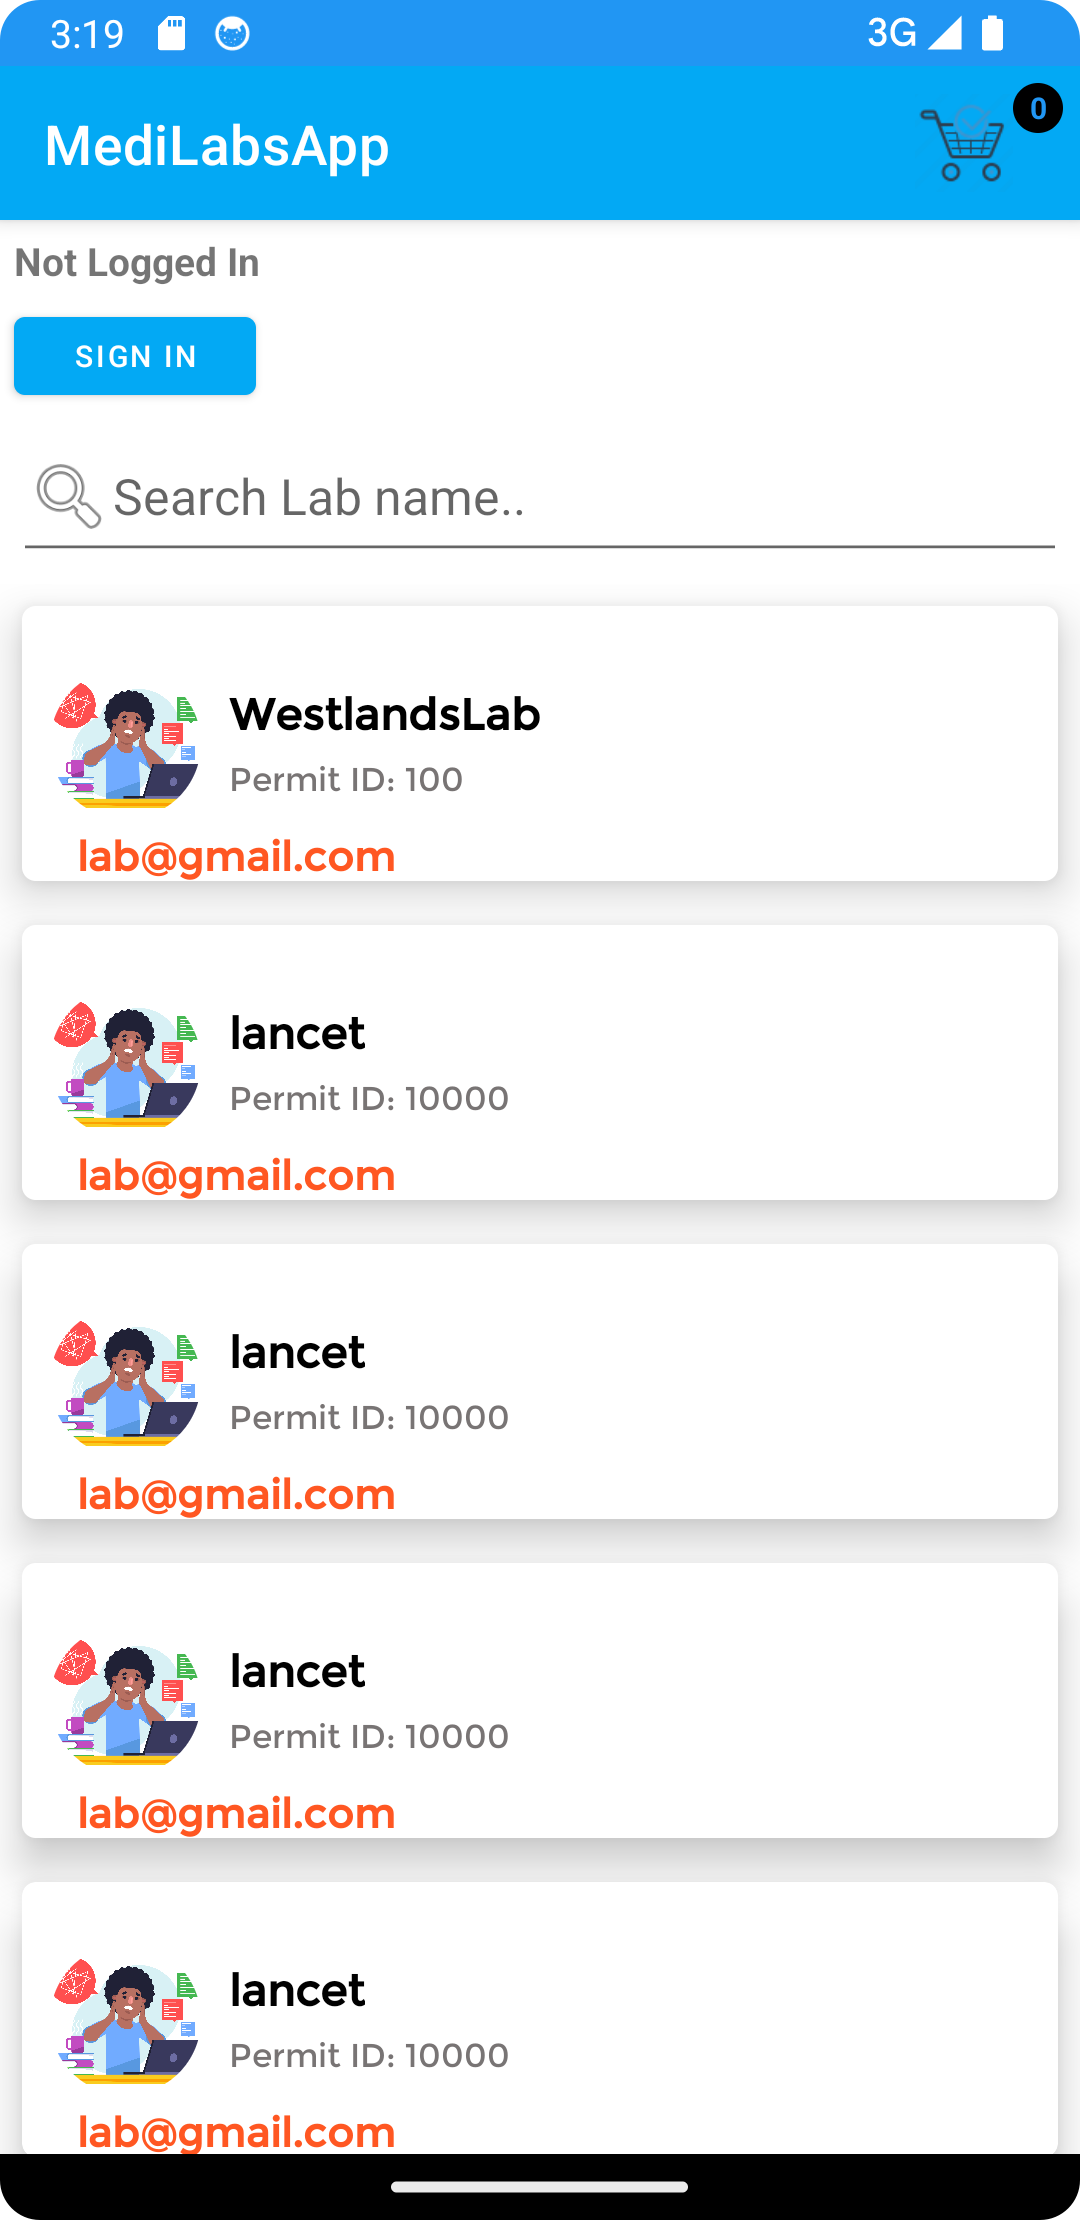 3:19
3G
MediLabsApp
0
Not Logged In
SIGN IN
Search Lab name..
WestlandsLab
Permit ID: 100
lab@gmail.com
lancet
Permit ID: 10000
lab@gmail.com
lancet
Permit ID: 10000
lab@gmail.com
lancet
Permit ID: 10000
lab@gmail.com
lancet
Permit ID: 10000
lab@gmail.com